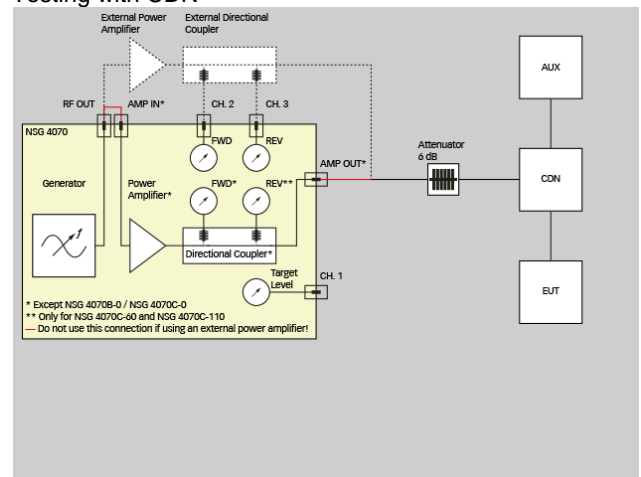 Testing with CDN
External Power
Amplifier
External Directional
Coupler
RF OUT
AMP IN*
CH. 2
CH. 3
AUX
NSG 4070
FWD
REV
AMP OUT*
Attenuator
6 dB
Generator
Power
Amplifier*
FWD*
REV**
CDN
f
Directional Coupler*
Target
Level
CH. 1
EUT
* Except NSG 4070B-0 / NSG 4070C-0
** Only for NSG 4070C-60 and NSG 4070C-110
— Do not use this connection if using an external power amplifier!